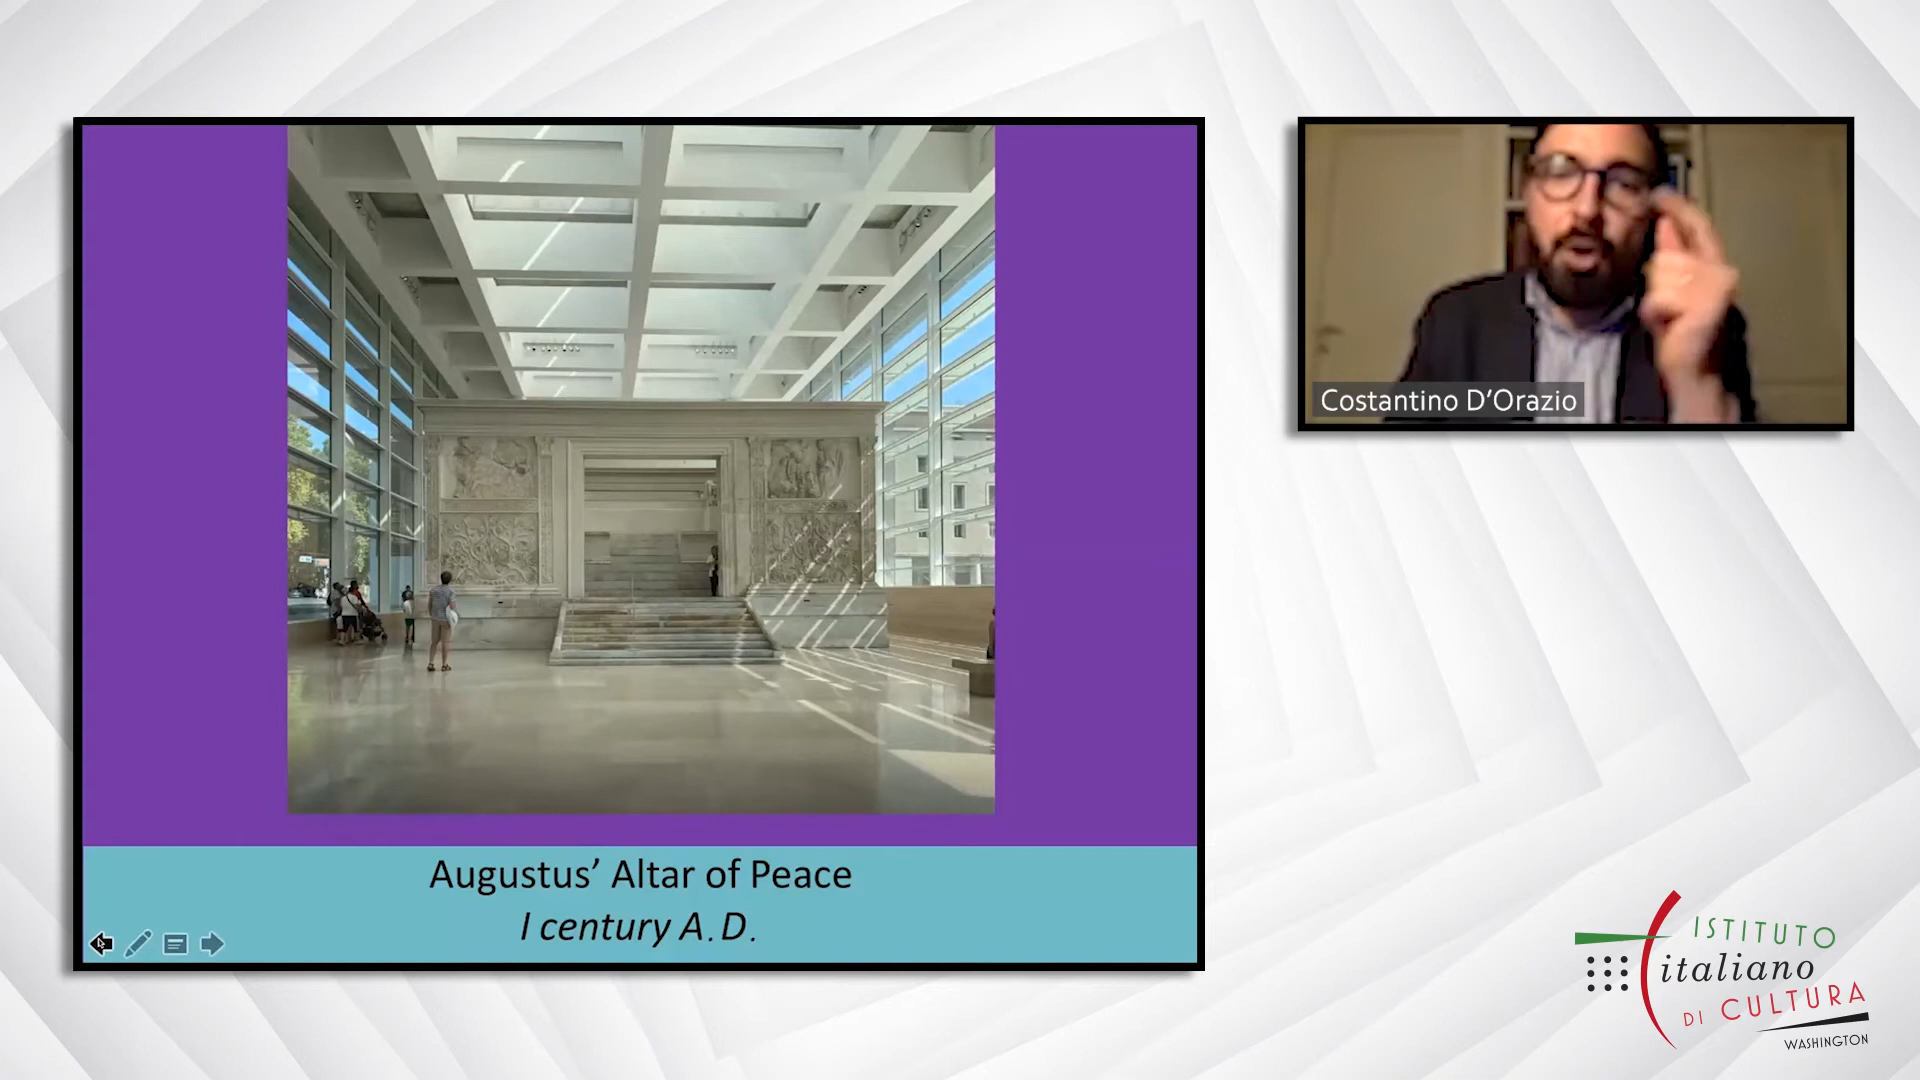 Augustus’ Altar of Peace
I century A.D.
Costantino D’Orazio
ISTITUTO
italiano
DI CULTURA
WASHINGTON